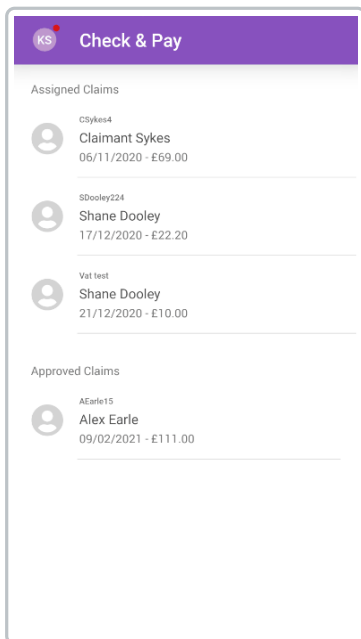 KS
Check & Pay
Assigned Claims
CSykes4
Claimant Sykes
06/11/2020 - £69.00
SDooley224
Shane Dooley
17/12/2020 - £22.20
Vat test
Shane Dooley
21/12/2020 - £10.00
Approved Claims
AEarle15
Alex Earle
09/02/2021 - £111.00